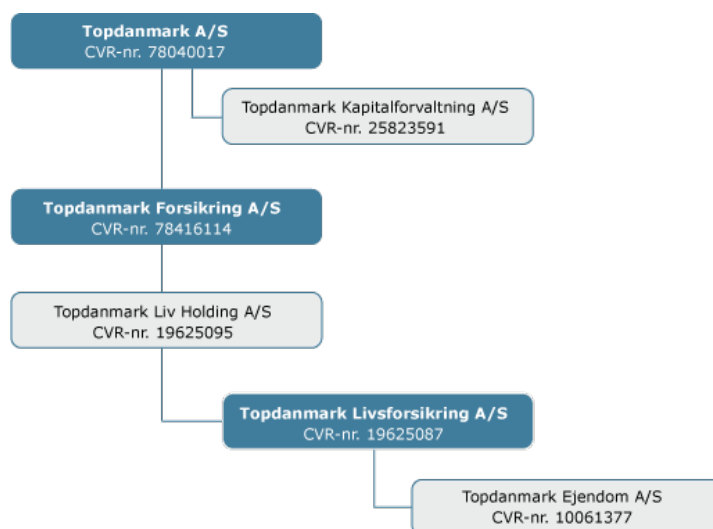 Topdanmark A/S
CVR-nr. 78040017
Topdanmark Kapitalforvaltning A/S
CVR-nr. 25823591
Topdanmark Forsikring A/S
CVR-nr. 78416114
Topdanmark Liv Holding A/S
CVR-nr. 19625095
Topdanmark Livsforsikring A/S
CVR-nr. 19625087
Topdanmark Ejendom A/S
CVR-nr. 10061377